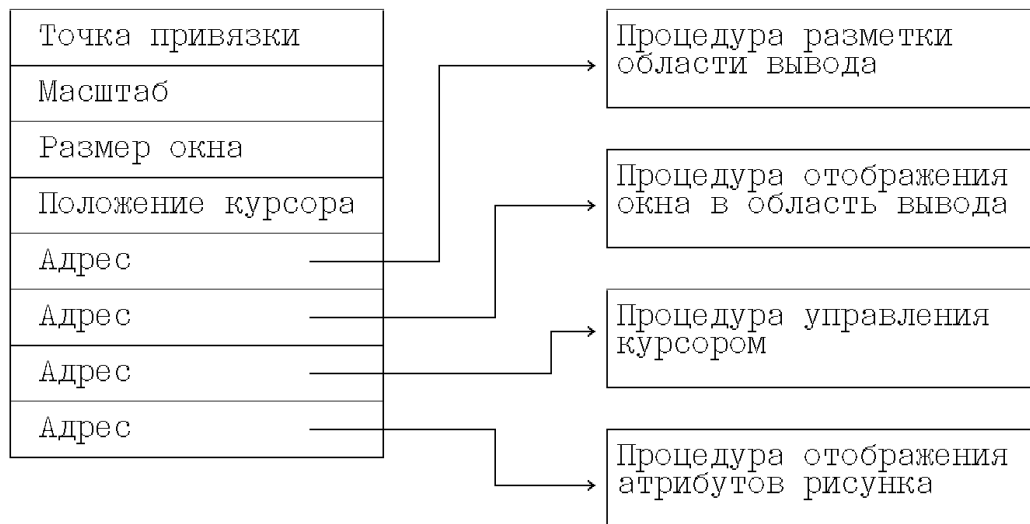 Точка привязки
Масштаб
Размер окна
Положение курсора
Адрес
Адрес
Адрес
Адрес
Процедура разметки
области вывода
Процедура отображения
окна в область вывода
Процедура управления
курсором
Процедура отображения
атрибутов рисунка